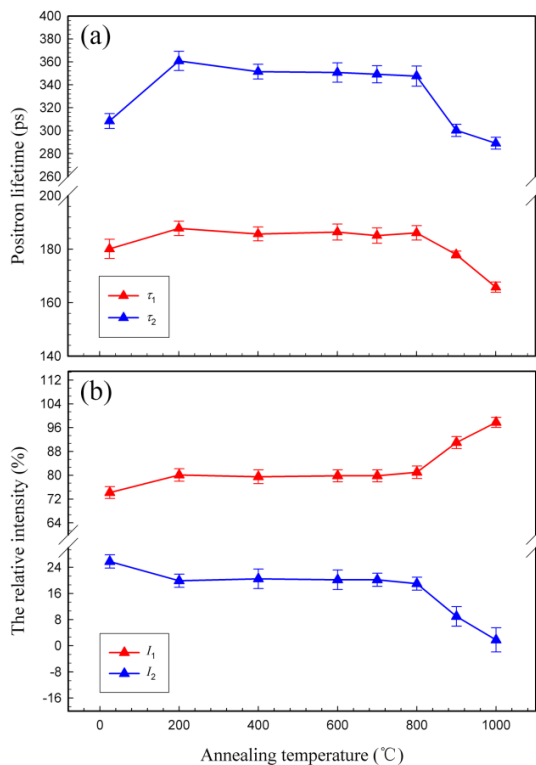 (a)
Positron lifetime (ps)
400
380
360
340
320
300
280
260
200
180
160
140
τ1
τ2
(b)
The relative intensity (%)
112
104
96
88
80
72
64
24
16
8
0
-8
-16
I1
I2
0 200 400 600 800 1000
Annealing temperature (℃)